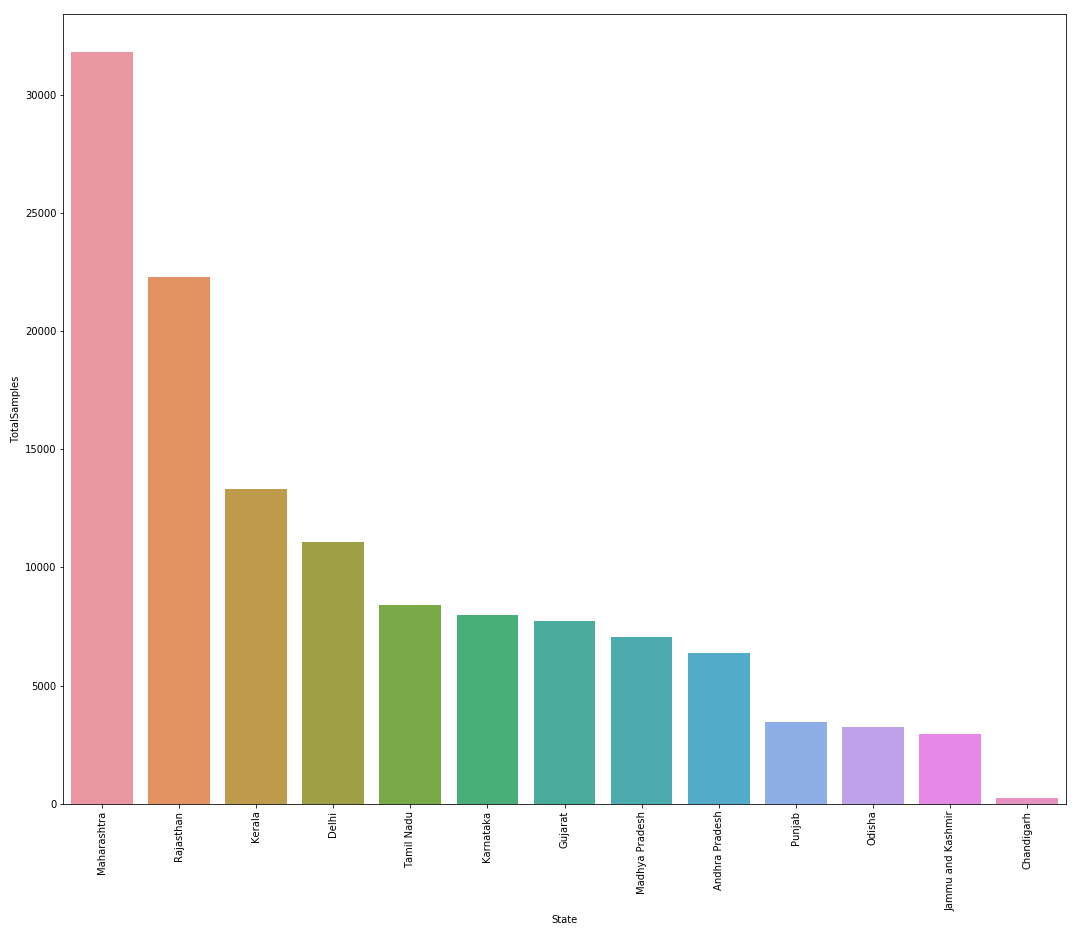 30000
25000
20000
15000
10000
5000
0
TotalSamples
Maharashtra
Rajasthan
Kerala
Delhi
Tamil Nadu
Karnataka
Gujarat
Madhya Pradesh
Andhra Pradesh
Punjab
Odisha
Jammu and Kashmir
Chandigarh
State